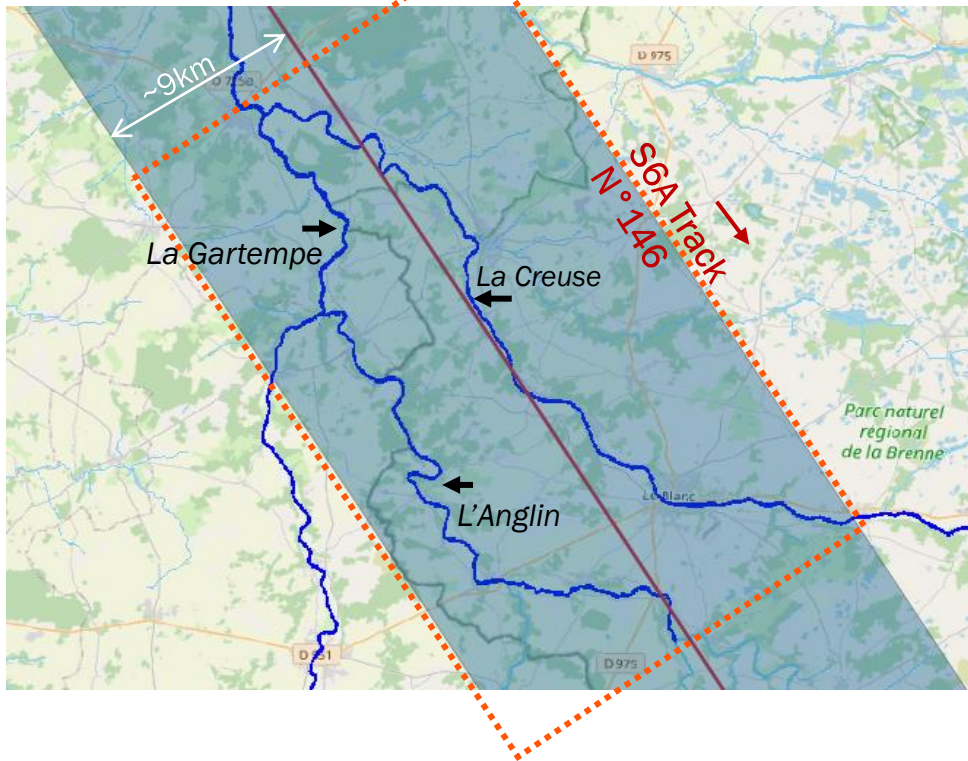 ~9km
D 975
S6A Track
N°146
La Gartempe
La Creuse
Parc naturel
régional
de la Brenne
Le Blanc
L'Anglin
D 975